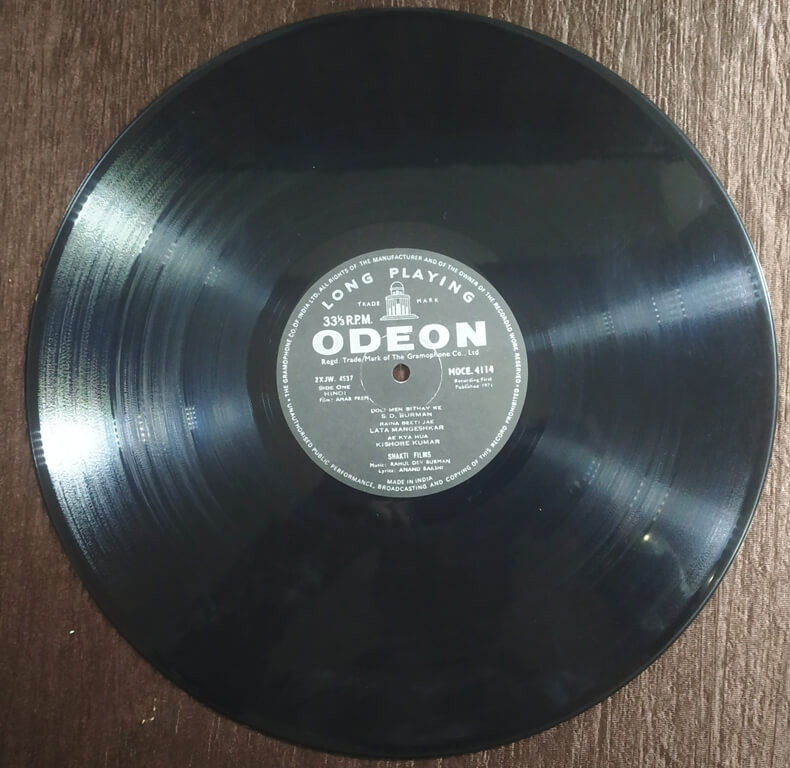 LONG PLAYING
TRADE MARK
33⅓ R.P.M.
ODEON
Regd. Trade Mark of The Gramophone Co., Ltd
2XJW. 4537
SIDE ONE
HINDI
Film: AMAR PREM
MOCE. 4114
Recording First
Published 1971
DOLI MEN BITHAY KE
S. D. BURMAN
RAINA BEETI JAE
LATA MANGESHKAR
AE KYA HUA
KISHORE KUMAR
SHAKTI FILMS
Music: RAHUL DEV BURMAN
Lyrics: ANAND BAKSHI
MADE IN INDIA
THE GRAMOPHONE CO. OF INDIA LTD. ALL RIGHTS OF THE MANUFACTURER AND OF THE OWNER OF THE RECORDED WORK RESERVED
UNAUTHORISED PUBLIC PERFORMANCE, BROADCASTING AND COPYING OF THIS RECORD PROHIBITED